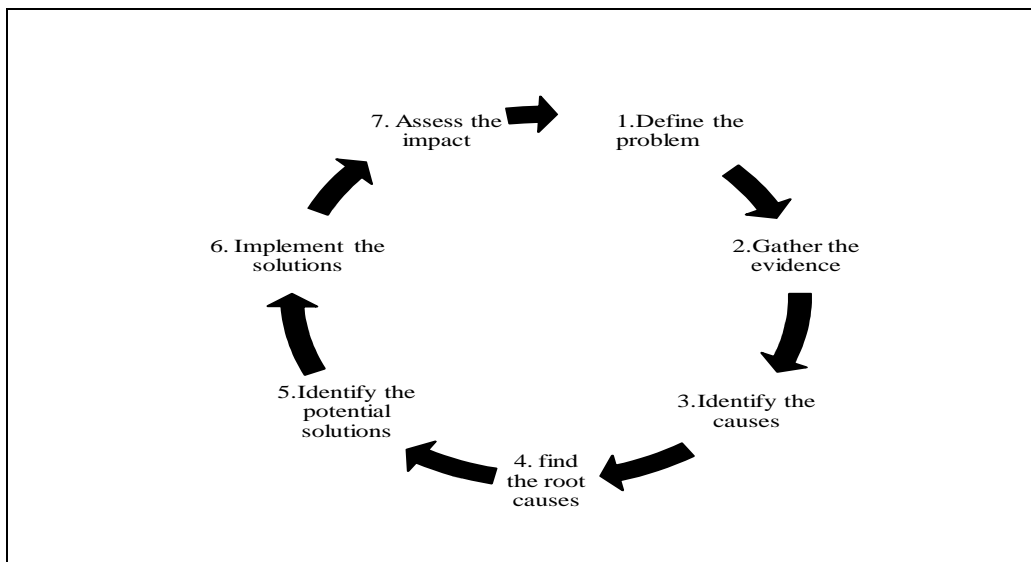 1.Define the
problem
2.Gather the
evidence
3.Identify the
causes
4. find
the root
causes
5.Identify the
potential
solutions
6. Implement the
solutions
7. Assess the
impact